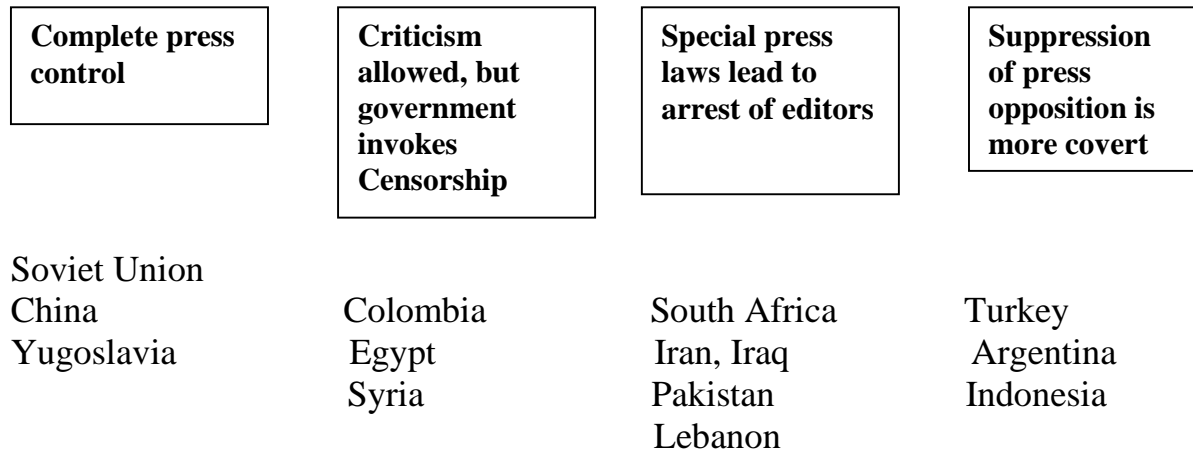 Complete press
control
Criticism
allowed, but
government
invokes
Censorship
Special press
laws lead to
arrest of editors
Suppression
of press
opposition is
more covert
Soviet Union
China
Yugoslavia
Colombia
Egypt
Syria
South Africa
Iran, Iraq
Pakistan
Lebanon
Turkey
Argentina
Indonesia